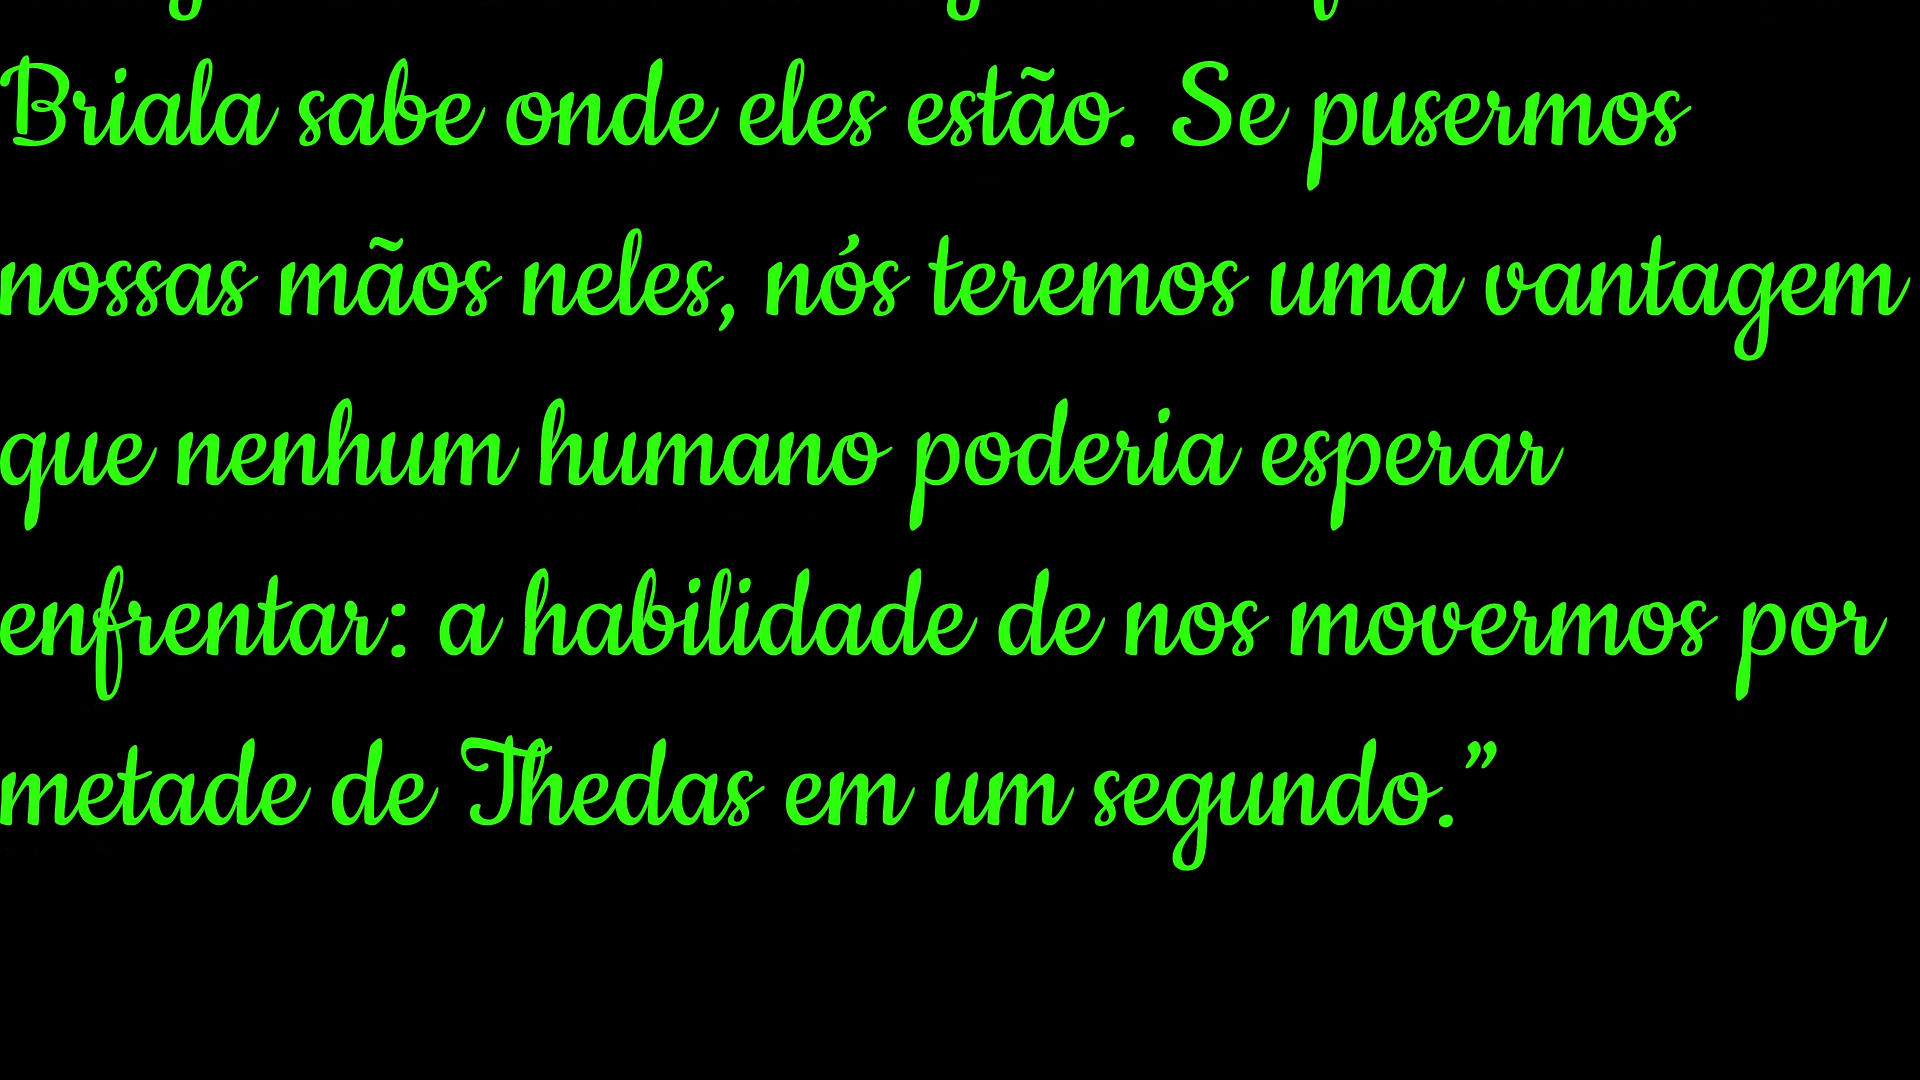 Briala sabe onde eles estão. Se pusermos
nossas mãos neles, nós teremos uma vantagem
que nenhum humano poderia esperar
enfrentar: a habilidade de nos movermos por
metade de Thedas em um segundo.”